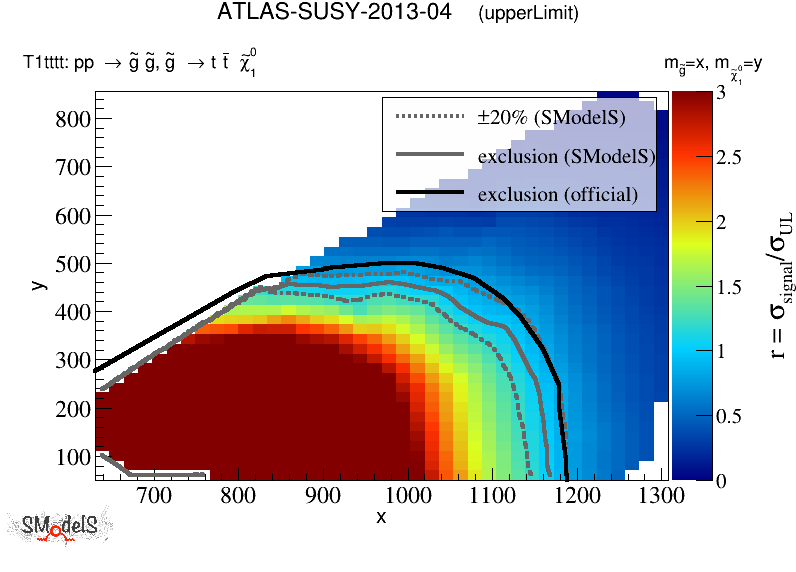 ATLAS-SUSY-2013-04 (upperLimit)
T1tttt: pp → g̃ g̃, g̃ → t t̄ χ̃₁⁰
m_g̃=x, m_χ̃₁⁰=y
±20% (SModelS)
exclusion (SModelS)
exclusion (official)
800
700
600
500
400
300
200
100
y
700 800 900 1000 1100 1200 1300
x
3
2.5
2
1.5
1
0.5
0
r = σ_signal/σ_UL
SModelS